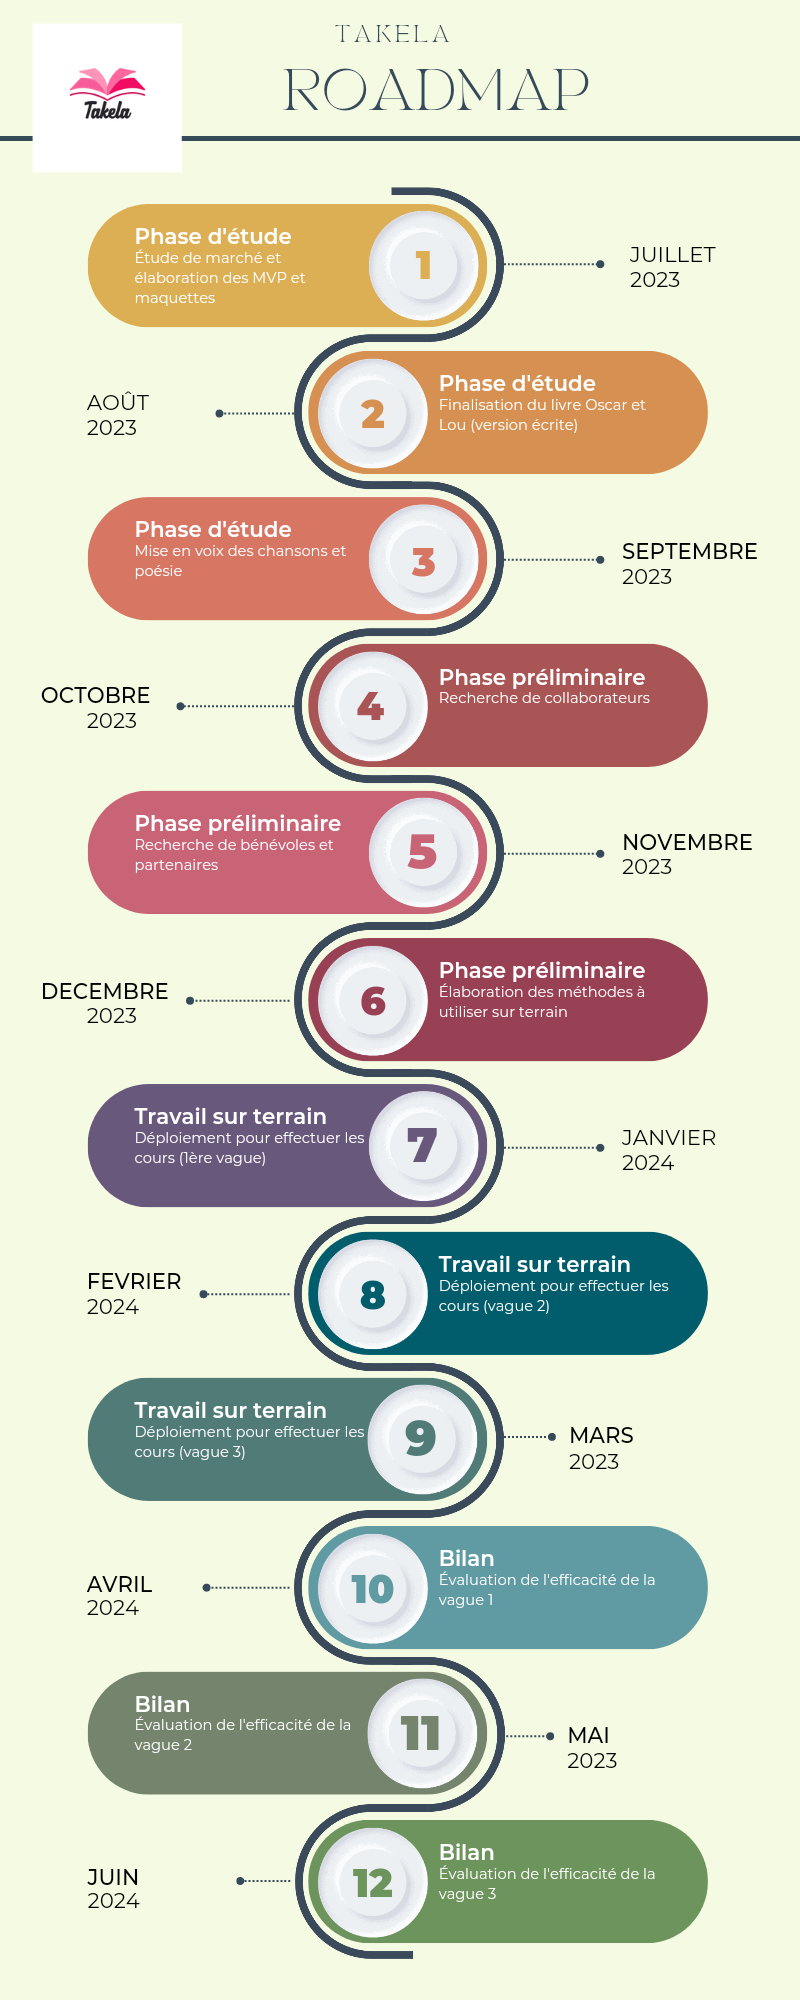 TAKELA
ROADMAP
Takela
Phase d'étude
Étude de marché et
élaboration des MVP et
maquettes
1
JUILLET
2023
AOÛT
2023
2
Phase d'étude
Finalisation du livre Oscar et
Lou (version écrite)
Phase d'étude
Mise en voix des chansons et
poésie
3
SEPTEMBRE
2023
OCTOBRE
2023
4
Phase préliminaire
Recherche de collaborateurs
Phase préliminaire
Recherche de bénévoles et
partenaires
5
NOVEMBRE
2023
DECEMBRE
2023
6
Phase préliminaire
Élaboration des méthodes à
utiliser sur terrain
Travail sur terrain
Déploiement pour effectuer les
cours (1ère vague)
7
JANVIER
2024
FEVRIER
2024
8
Travail sur terrain
Déploiement pour effectuer les
cours (vague 2)
Travail sur terrain
Déploiement pour effectuer les
cours (vague 3)
9
MARS
2023
AVRIL
2024
10
Bilan
Évaluation de l'efficacité de la
vague 1
Bilan
Évaluation de l'efficacité de la
vague 2
11
MAI
2023
JUIN
2024
12
Bilan
Évaluation de l'efficacité de la
vague 3